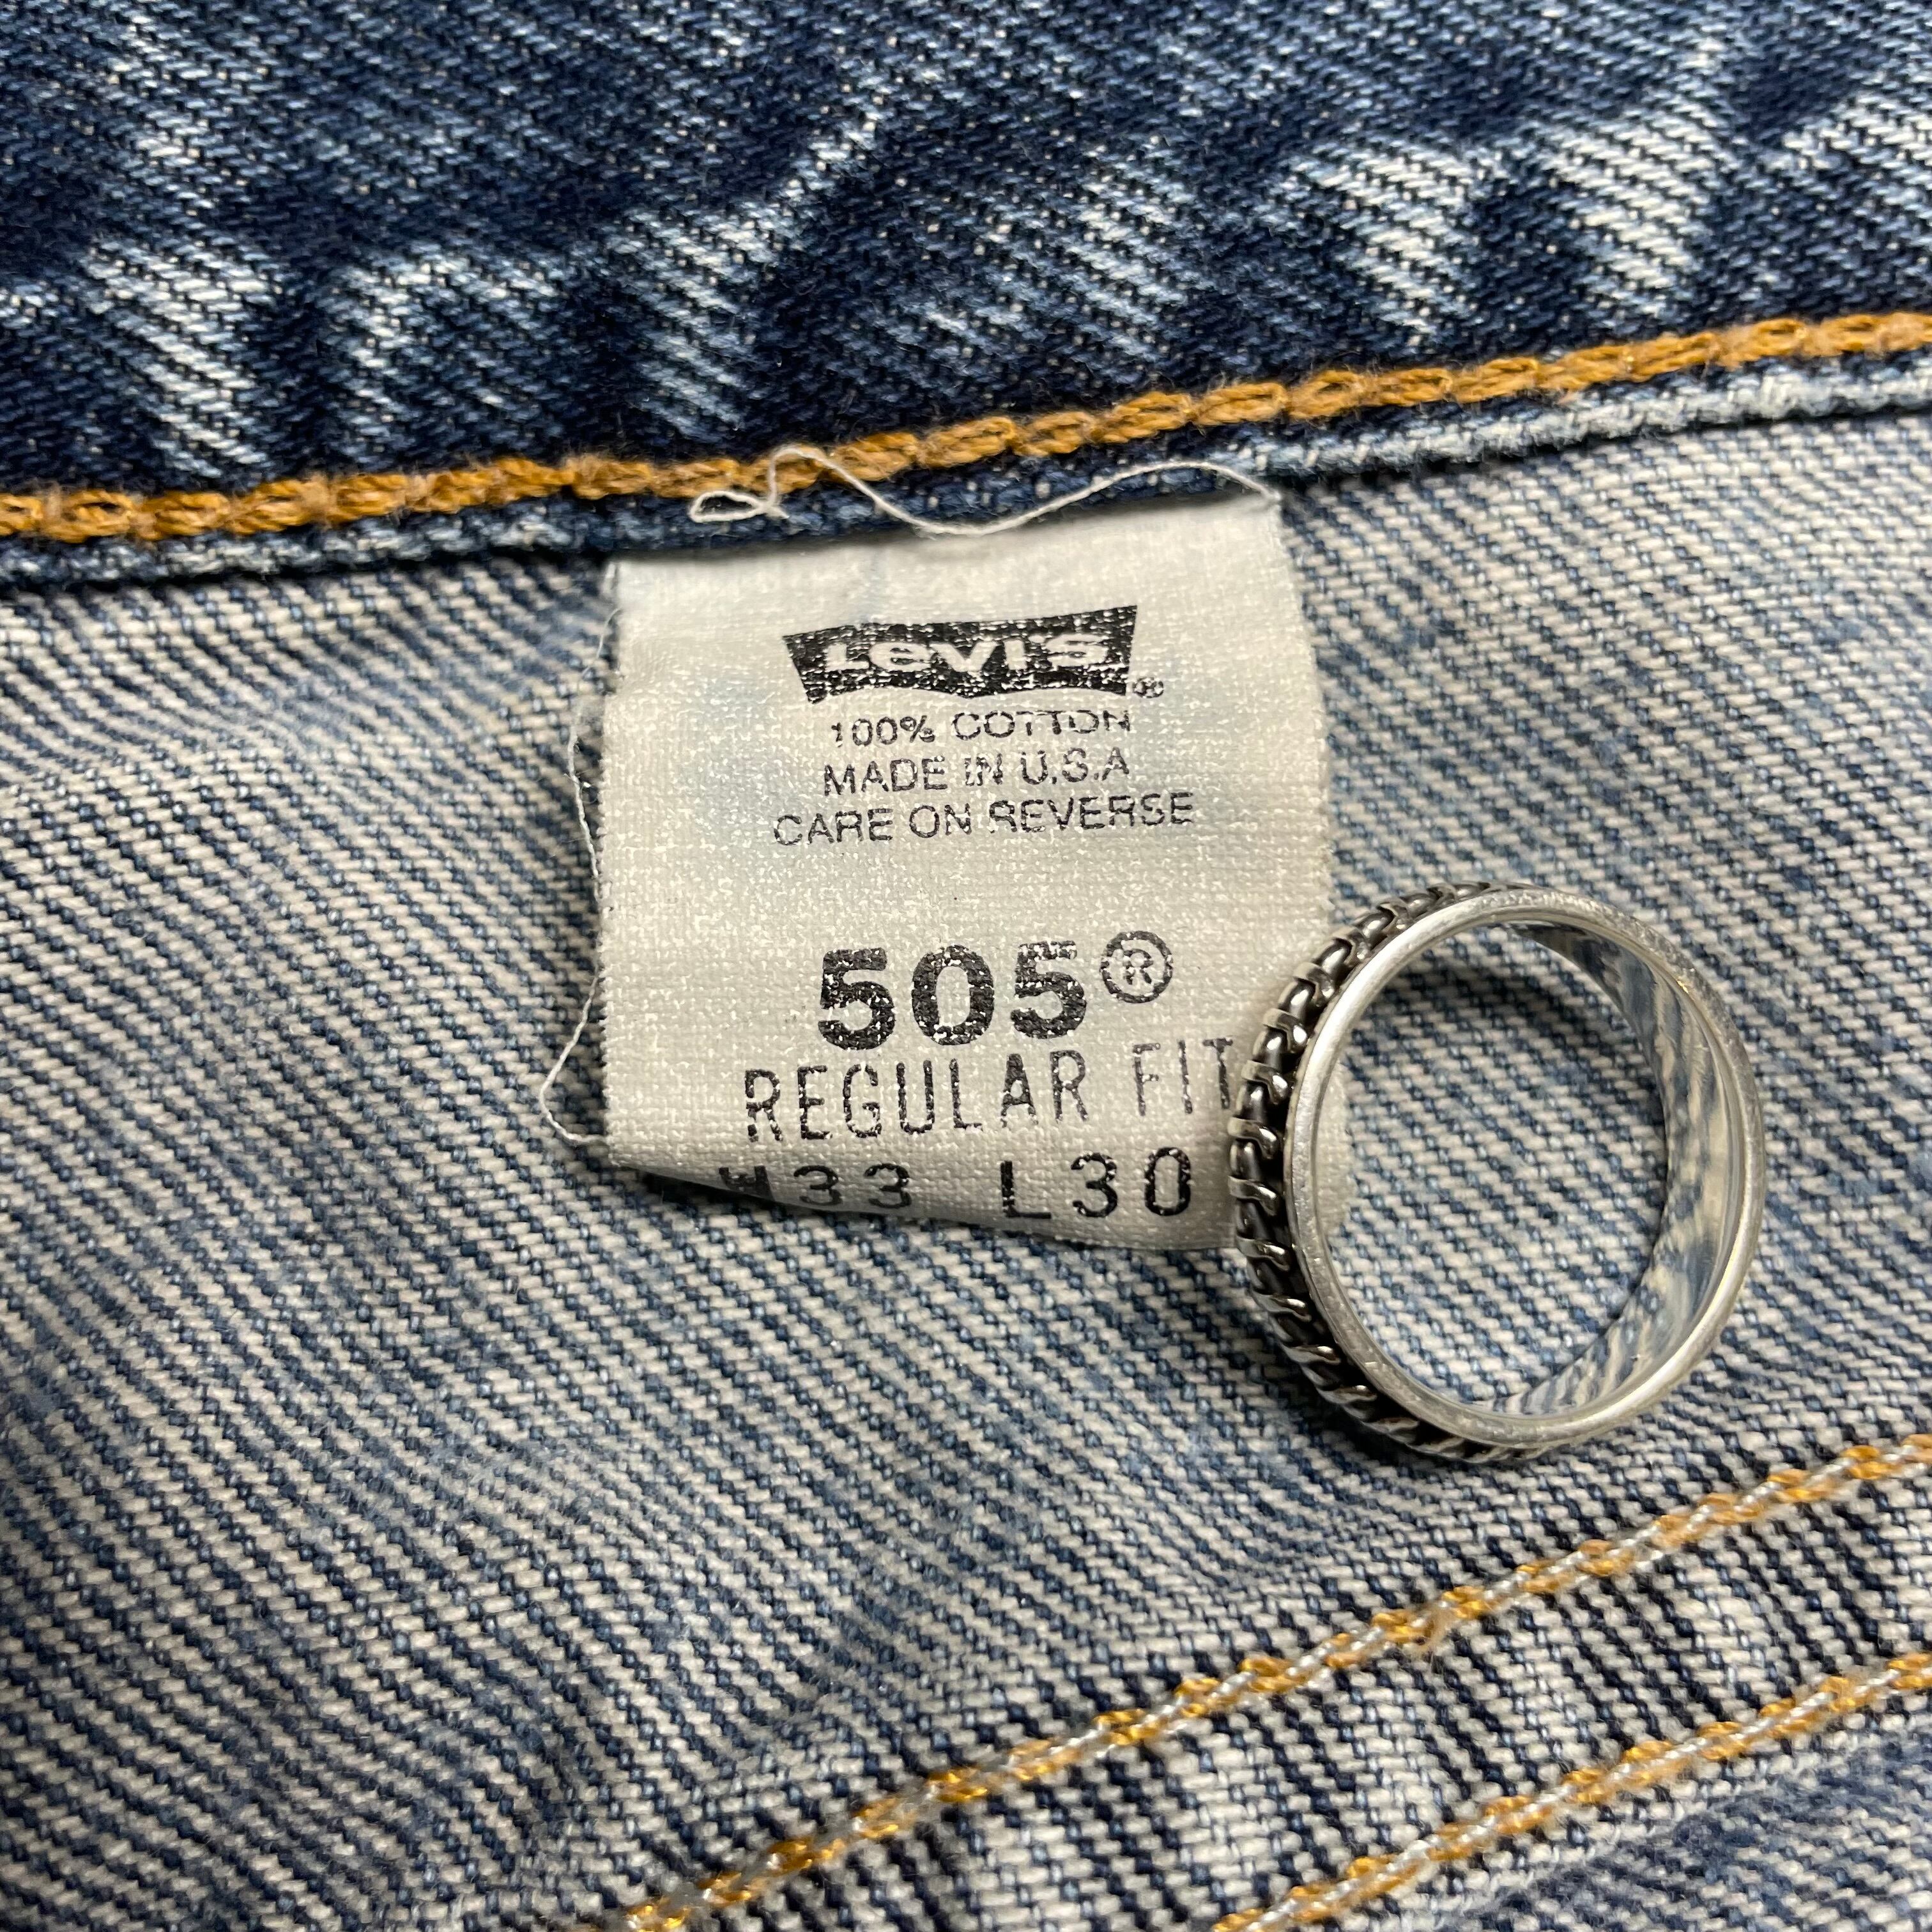 Levi's ®
100% COTTON
MADE IN U.S.A
CARE ON REVERSE
505®
REGULAR FIT
W33 L30